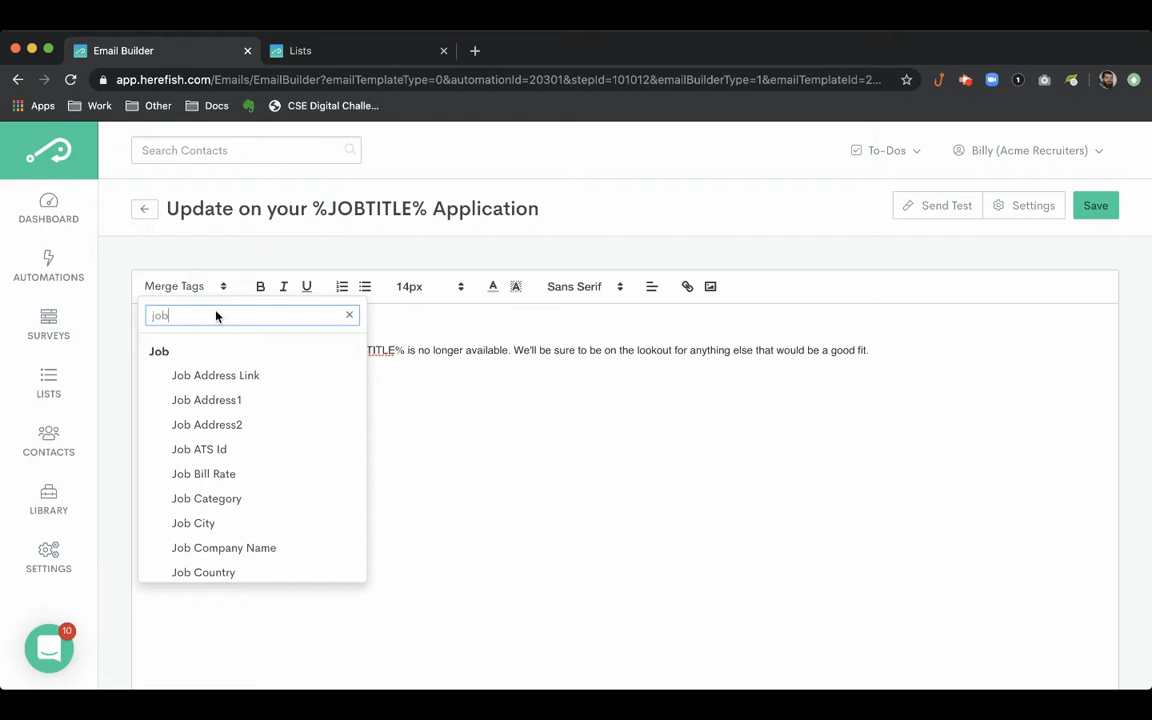 Email Builder
Lists
app.herefish.com/Emails/EmailBuilder?emailTemplateType=0&automationId=20301&stepId=101012&emailBuilderType=1&emailTemplateId=2...
1
Apps
Work
Other
Docs
CSE Digital Challe...
Search Contacts
To-Dos
Billy (Acme Recruiters)
DASHBOARD
Update on your %JOBTITLE% Application
Send Test
Settings
Save
AUTOMATIONS
Merge Tags
B I U
14px
A A
Sans Serif
job
SURVEYS
Job
TITLE% is no longer available. We'll be sure to be on the lookout for anything else that would be a good fit.
Job Address Link
LISTS
Job Address1
Job Address2
CONTACTS
Job ATS Id
Job Bill Rate
Job Category
LIBRARY
Job City
Job Company Name
SETTINGS
Job Country
10